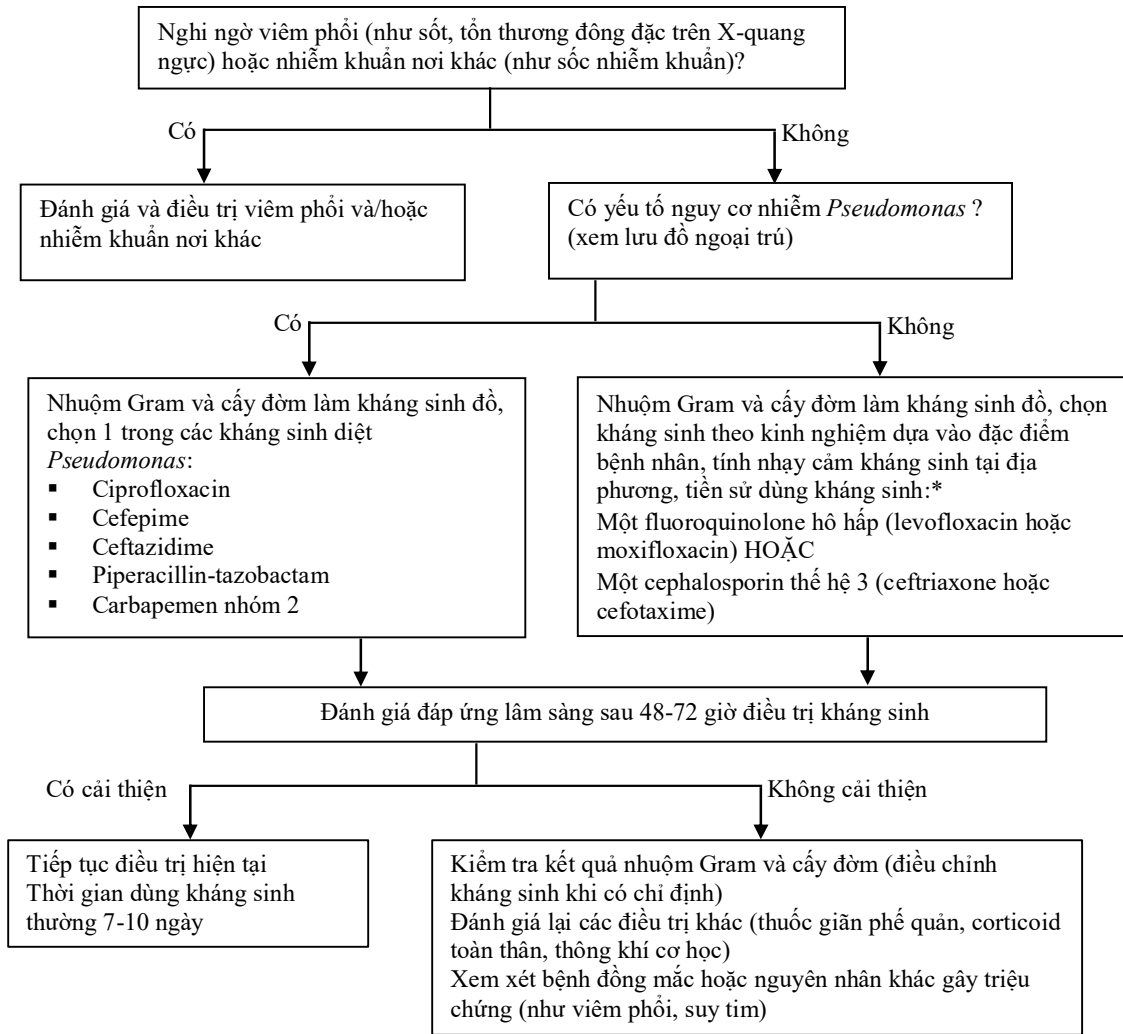 Nghi ngờ viêm phổi (như sốt, tổn thương đông đặc trên X-quang
ngực) hoặc nhiễm khuẩn nơi khác (như sốc nhiễm khuẩn)?
Có
Không
Đánh giá và điều trị viêm phổi và/hoặc
nhiễm khuẩn nơi khác
Có yếu tố nguy cơ nhiễm Pseudomonas ?
(xem lưu đồ ngoại trú)
Có
Không
Nhuộm Gram và cấy đờm làm kháng sinh đồ,
chọn 1 trong các kháng sinh diệt
Pseudomonas:
▪ Ciprofloxacin
▪ Cefepime
▪ Ceftazidime
▪ Piperacillin-tazobactam
▪ Carbapemen nhóm 2
Nhuộm Gram và cấy đờm làm kháng sinh đồ, chọn
kháng sinh theo kinh nghiệm dựa vào đặc điểm
bệnh nhân, tính nhạy cảm kháng sinh tại địa
phương, tiền sử dùng kháng sinh:*
Một fluoroquinolone hô hấp (levofloxacin hoặc
moxifloxacin) HOẶC
Một cephalosporin thế hệ 3 (ceftriaxone hoặc
cefotaxime)
Đánh giá đáp ứng lâm sàng sau 48-72 giờ điều trị kháng sinh
Có cải thiện
Không cải thiện
Tiếp tục điều trị hiện tại
Thời gian dùng kháng sinh
thường 7-10 ngày
Kiểm tra kết quả nhuộm Gram và cấy đờm (điều chỉnh
kháng sinh khi có chỉ định)
Đánh giá lại các điều trị khác (thuốc giãn phế quản, corticoid
toàn thân, thông khí cơ học)
Xem xét bệnh đồng mắc hoặc nguyên nhân khác gây triệu
chứng (như viêm phổi, suy tim)